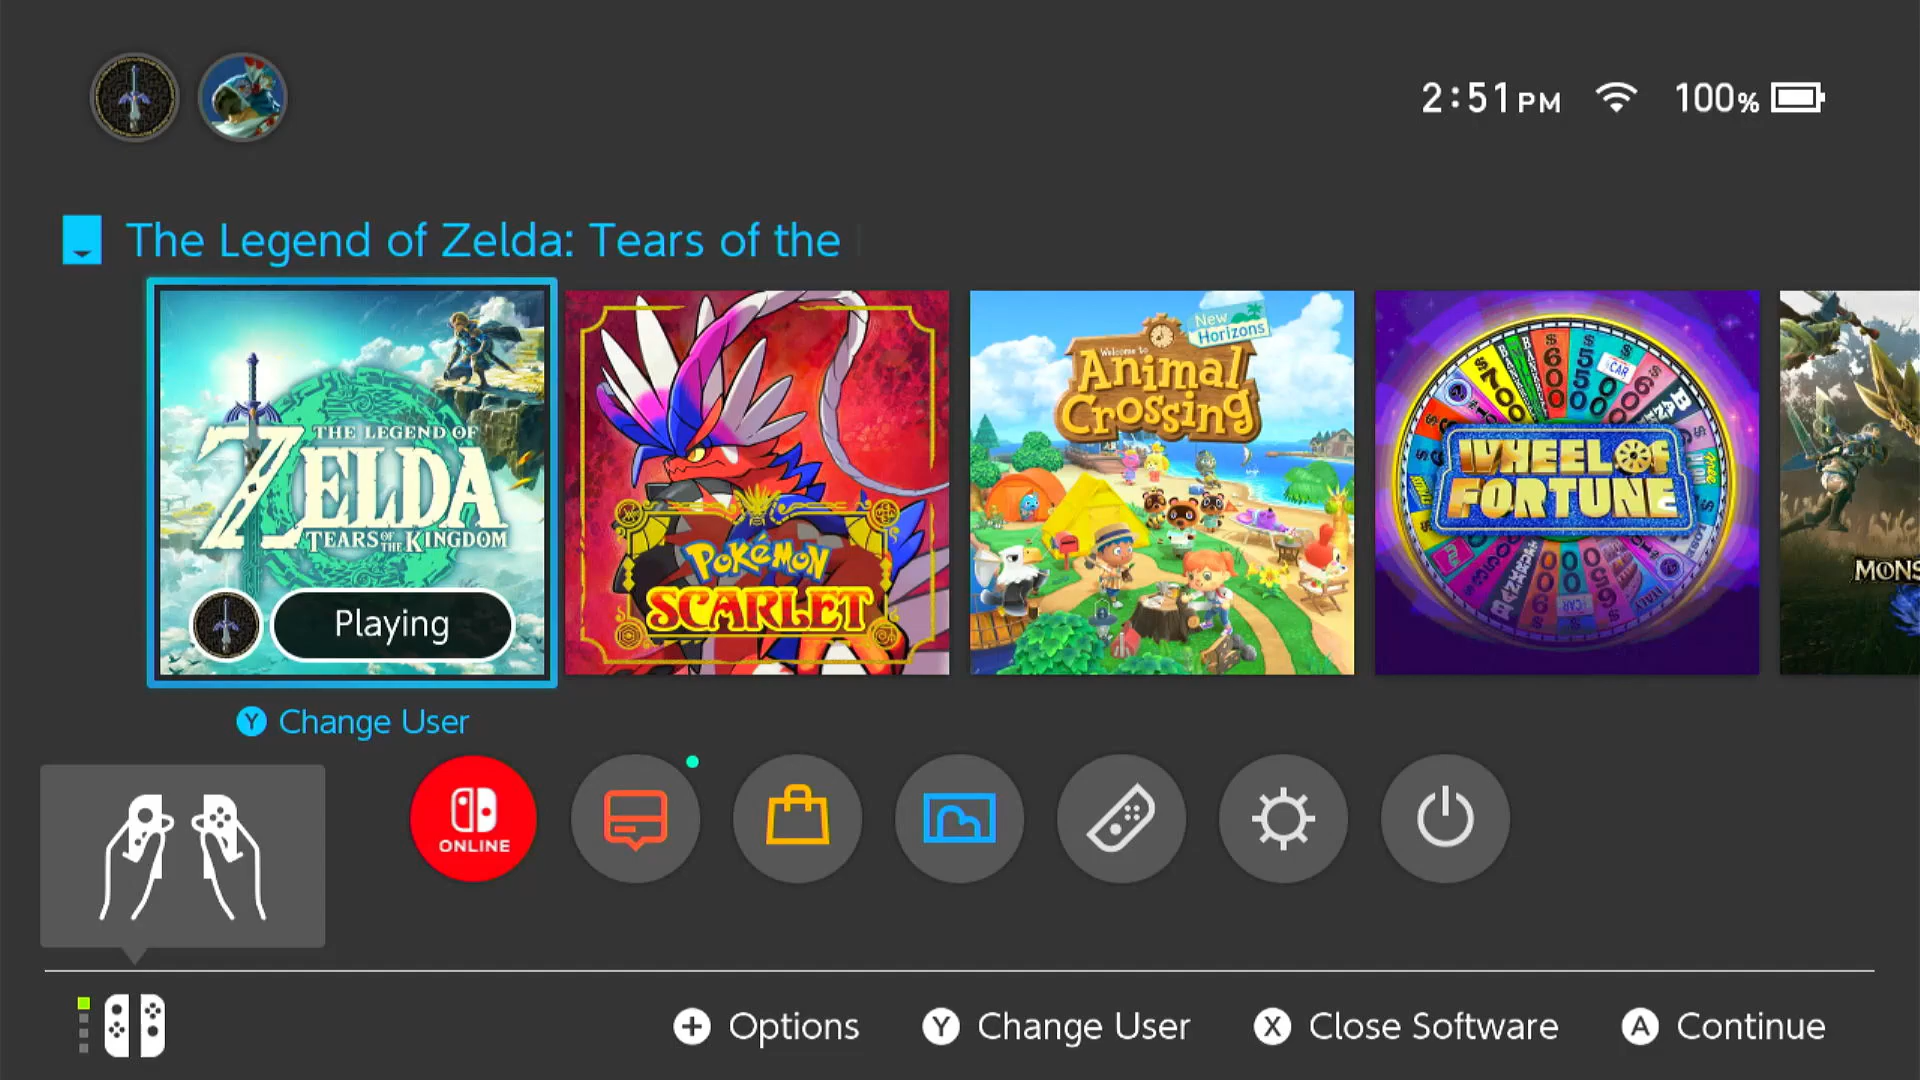 2:51PM
100%
The Legend of Zelda: Tears of the
THE LEGEND OF
ZELDA
TEARS OF THE KINGDOM
Playing
POKÉMON
SCARLET
New
Horizons
Welcome to
Animal
Crossing
WHEEL OF
FORTUNE
MONS
Y Change User
ONLINE
+ Options
Y Change User
X Close Software
A Continue